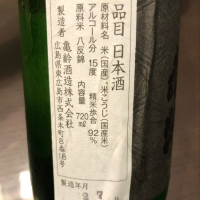 品目 日本酒
原材料名 米(国産)、米こうじ(国産米)
アルコール分 15度 精米歩合 92%
原料米 八反錦 内容量 720ml
製造者 亀齢酒造株式会社
広島県東広島市西条本町8番18号
製造年月